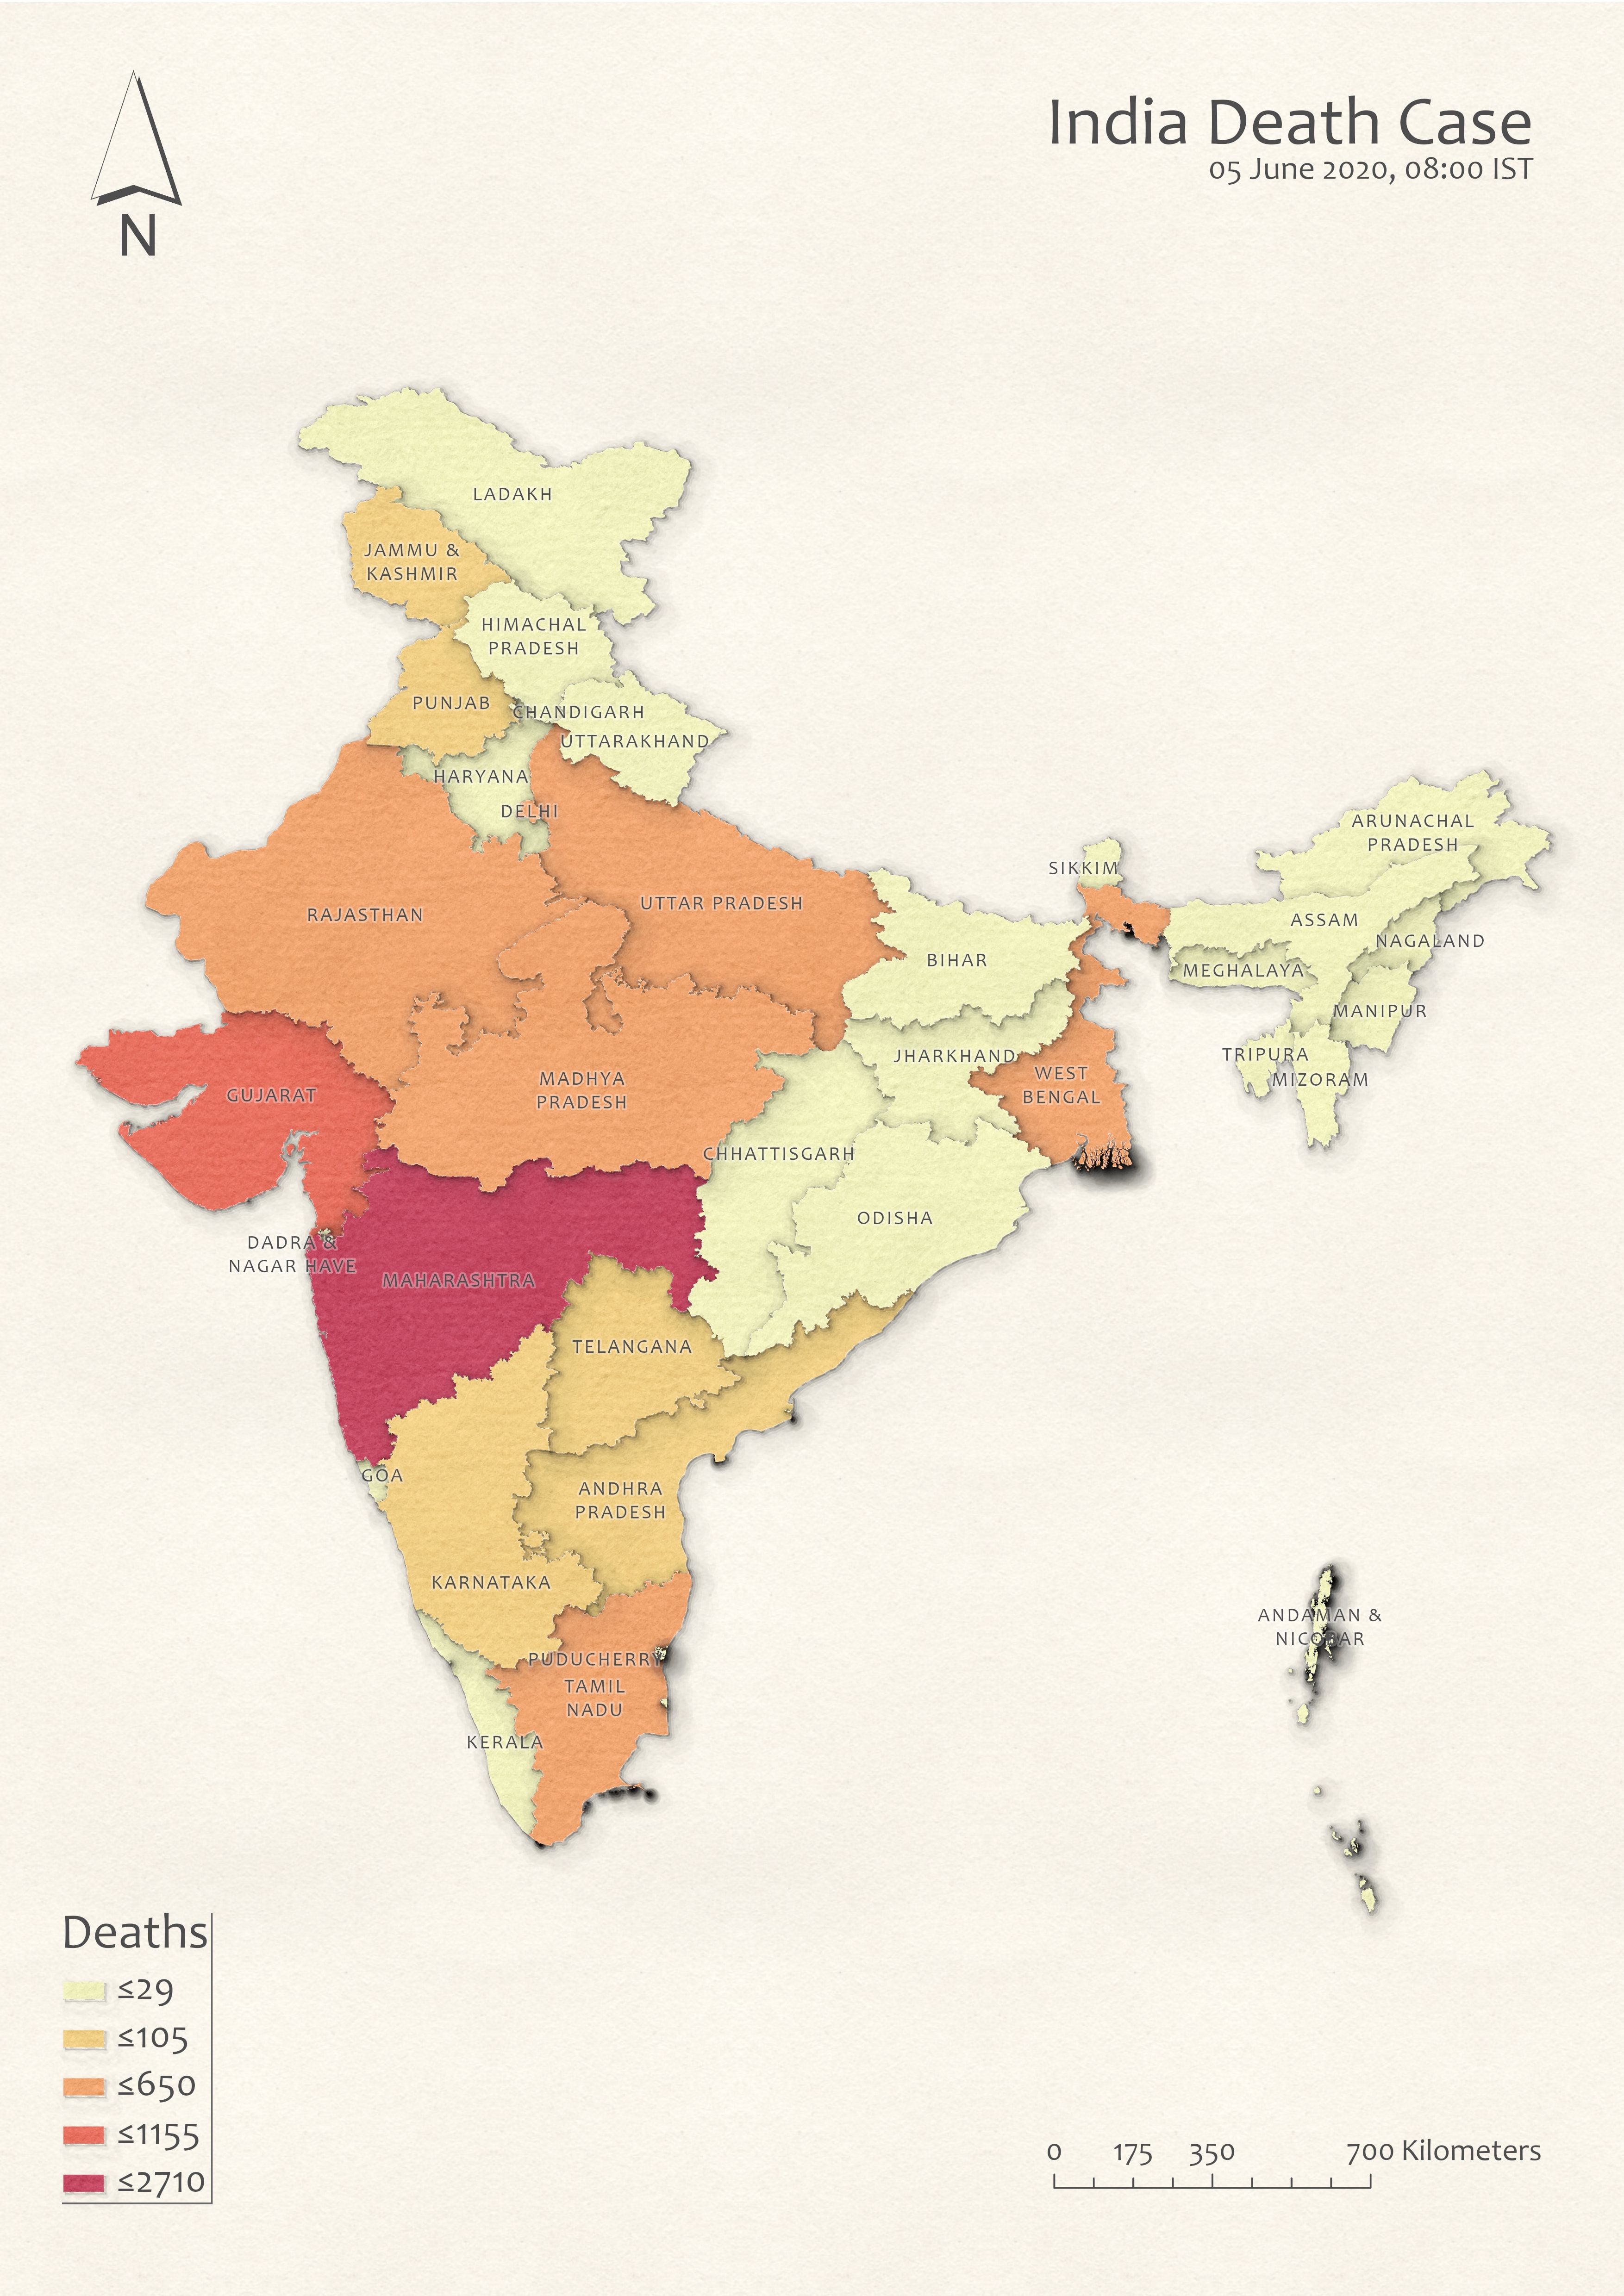 India Death Case
05 June 2020, 08:00 IST
N
LADAKH
JAMMU &
KASHMIR
HIMACHAL
PRADESH
PUNJAB
CHANDIGARH
UTTARAKHAND
HARYANA
DELHI
ARUNACHAL
PRADESH
SIKKIM
UTTAR PRADESH
RAJASTHAN
ASSAM
NAGALAND
BIHAR
MEGHALAYA
MANIPUR
JHARKHAND
TRIPURA
WEST
BENGAL
MIZORAM
MADHYA
PRADESH
GUJARAT
CHHATTISGARH
ODISHA
DADRA &
NAGAR HAVE
MAHARASHTRA
TELANGANA
GOA
ANDHRA
PRADESH
KARNATAKA
ANDAMAN &
NICOBAR
PUDUCHERRY
TAMIL
NADU
KERALA
Deaths
≤29
≤105
≤650
≤1155
≤2710
0 175 350 700 Kilometers